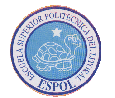 ESCUELA SUPERIOR POLITECNICA DEL LITORAL
ESPOL